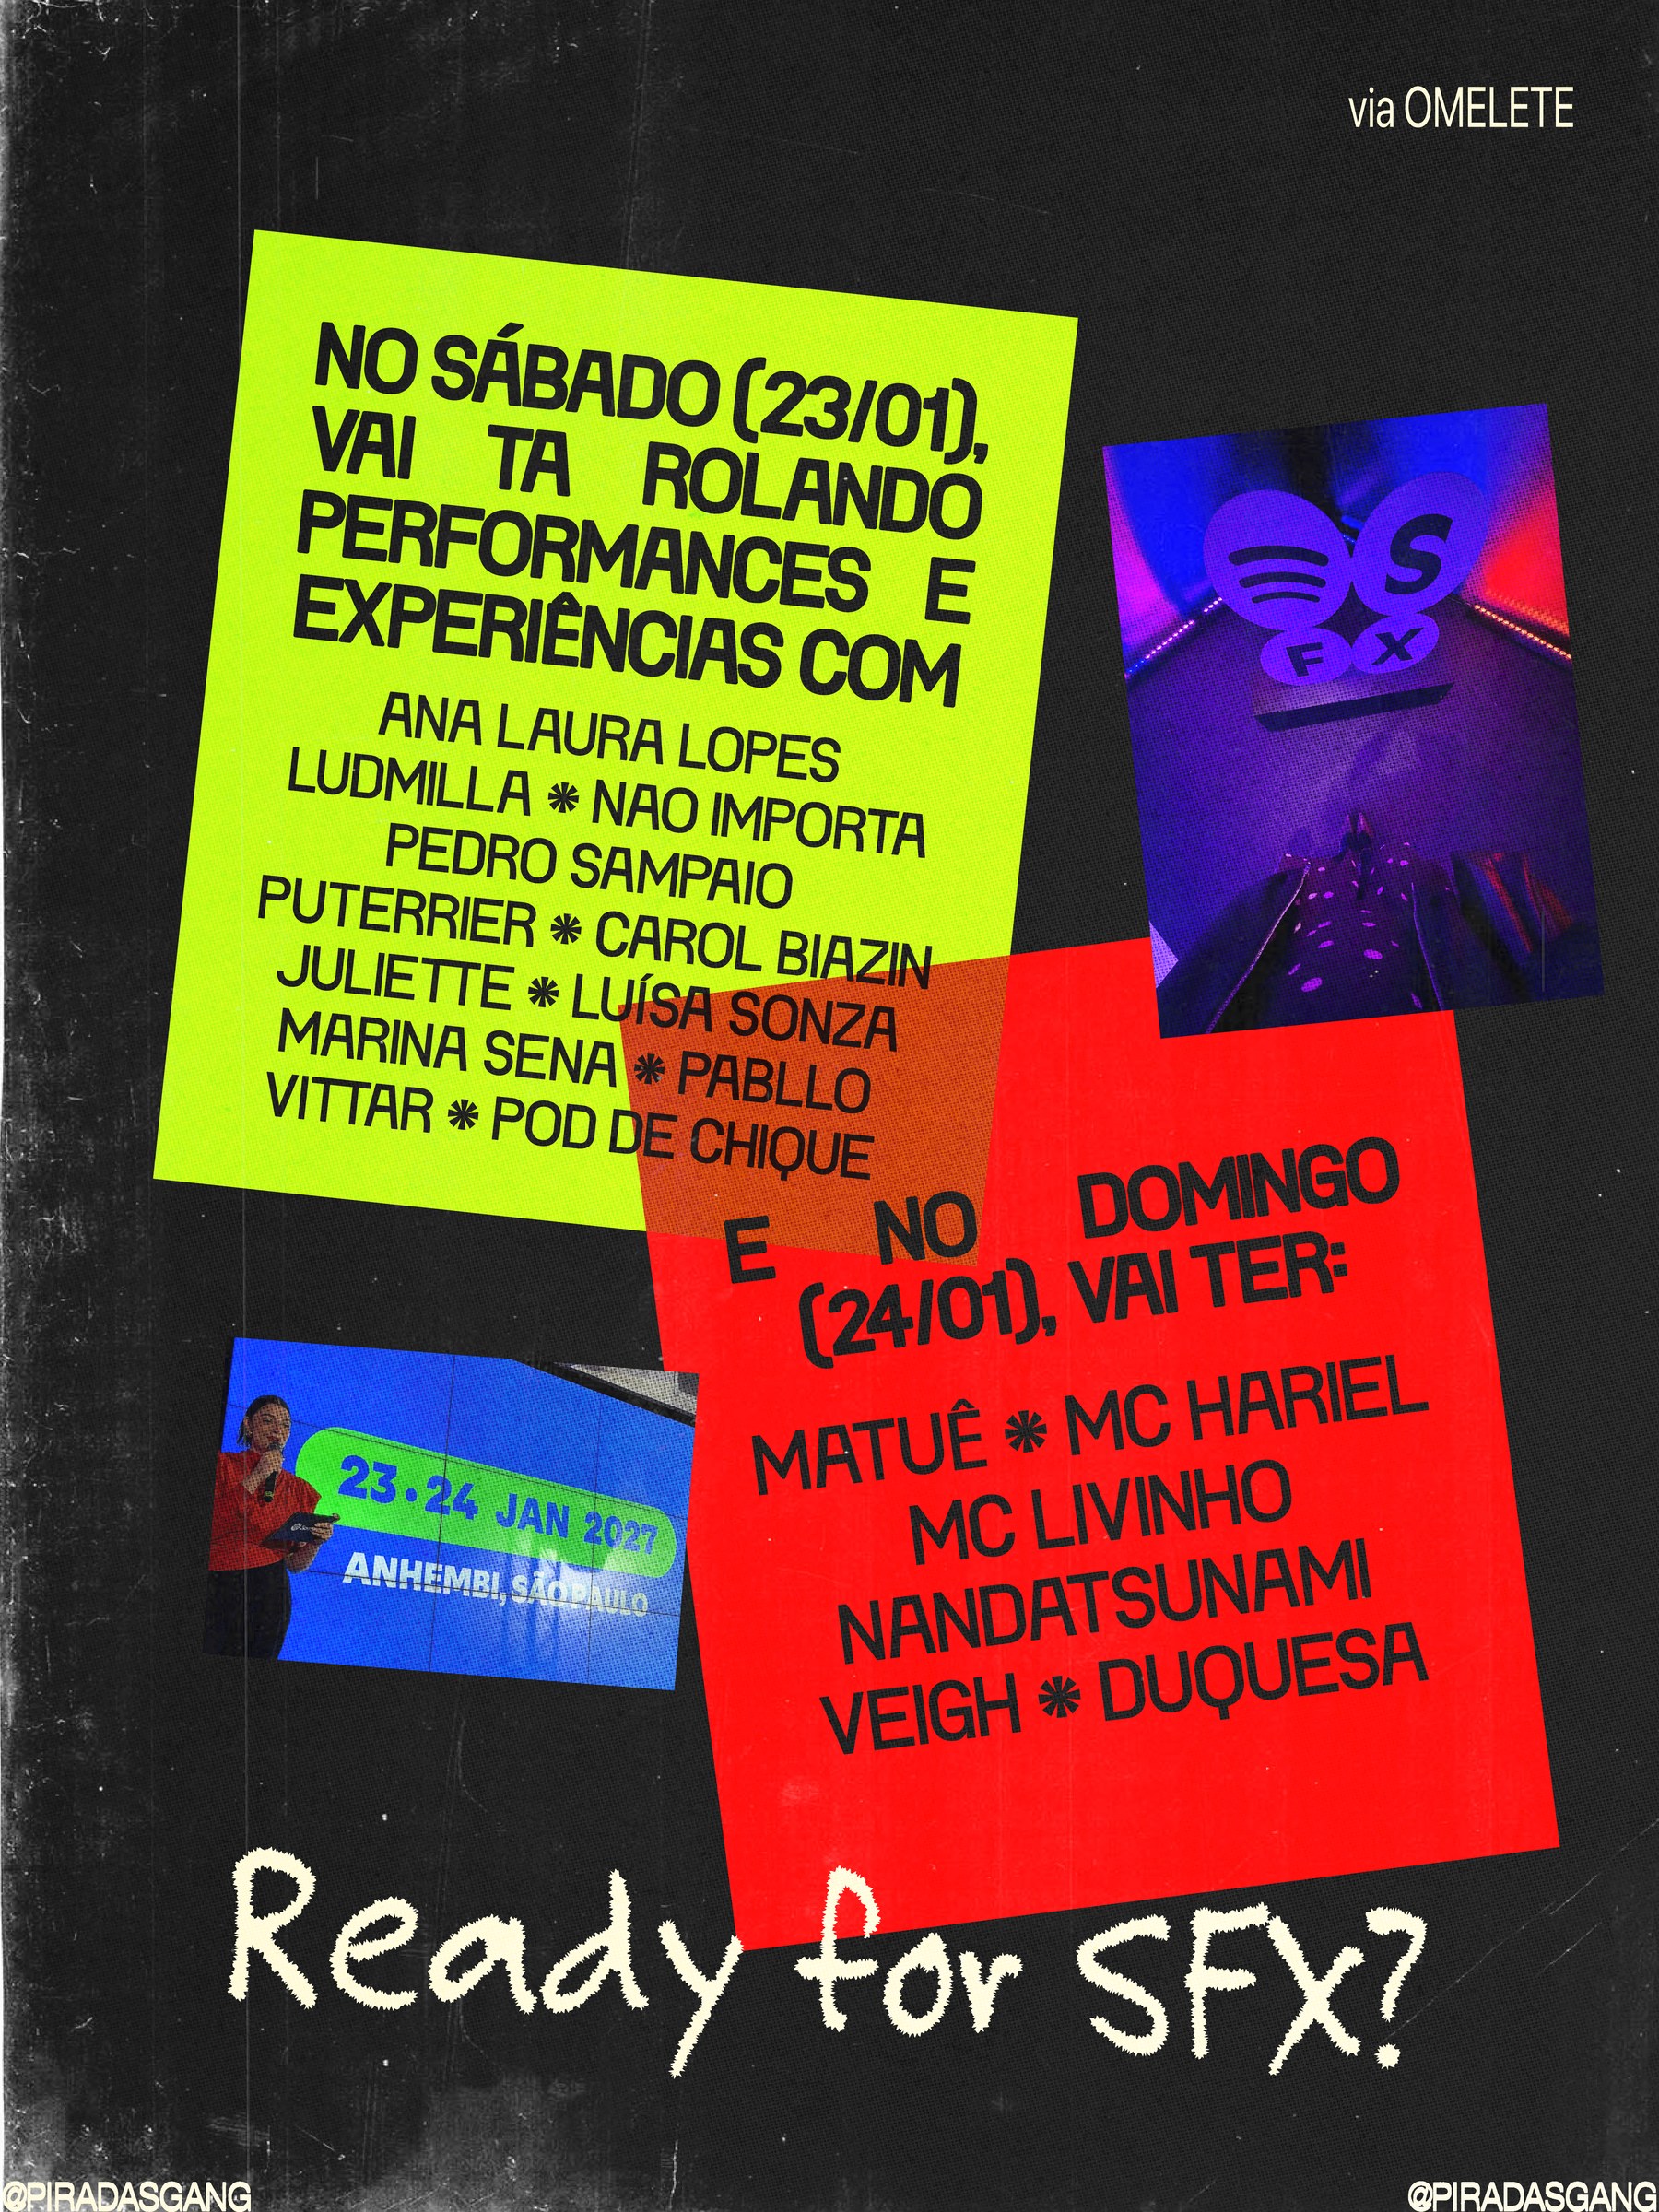 via OMELETE
NO SÁBADO (23/01),
VAI TA ROLANDO
PERFORMANCES E
EXPERIÊNCIAS COM
ANA LAURA LOPES
LUDMILLA ✱ NAO IMPORTA
PEDRO SAMPAIO
PUTERRIER ✱ CAROL BIAZIN
JULIETTE ✱ LUÍSA SONZA
MARINA SENA ✱ PABLLO
VITTAR ✱ POD DE CHIQUE
S
F X
E NO DOMINGO
(24/01), VAI TER:
MATUÊ ✱ MC HARIEL
MC LIVINHO
NANDATSUNAMI
VEIGH ✱ DUQUESA
23•24 JAN 2027
ANHEMBI, SÃO PAULO
Ready for SFX?
@PIRADASGANG
@PIRADASGANG